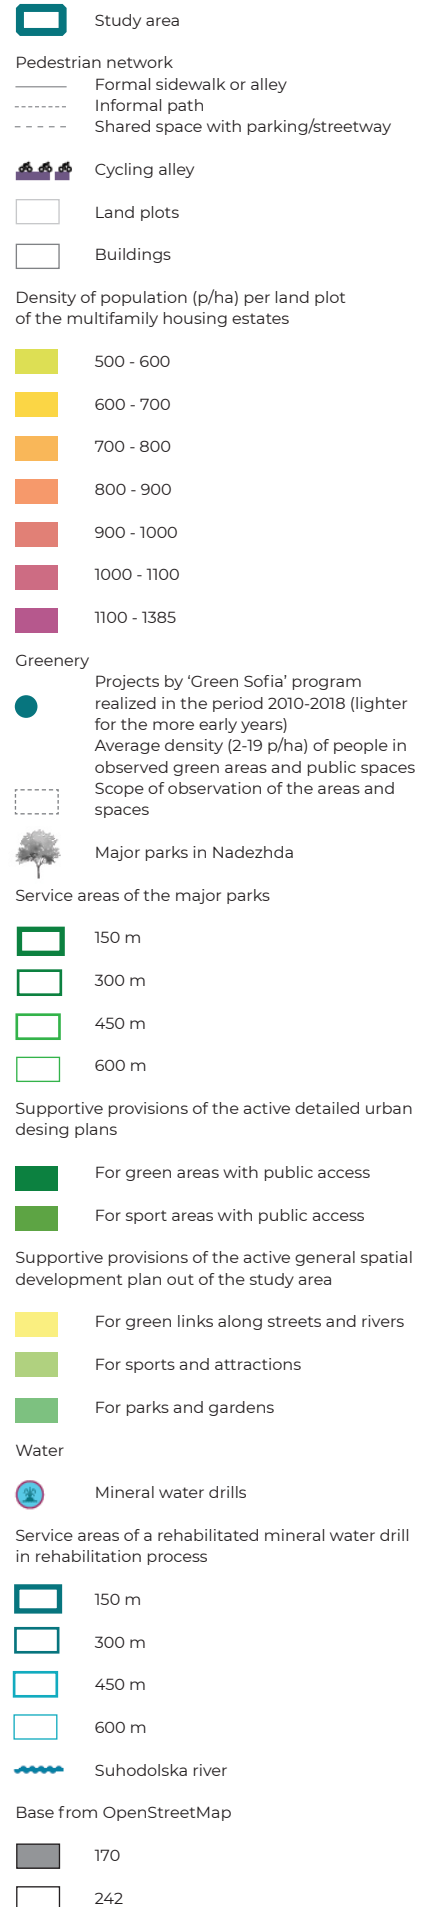 Study area
Pedestrian network
Formal sidewalk or alley
Informal path
Shared space with parking/streetway
Cycling alley
Land plots
Buildings
Density of population (p/ha) per land plot
of the multifamily housing estates
500 - 600
600 - 700
700 - 800
800 - 900
900 - 1000
1000 - 1100
1100 - 1385
Greenery
Projects by ‘Green Sofia’ program
realized in the period 2010-2018 (lighter
for the more early years)
Average density (2-19 p/ha) of people in
observed green areas and public spaces
Scope of observation of the areas and
spaces
Major parks in Nadezhda
Service areas of the major parks
150 m
300 m
450 m
600 m
Supportive provisions of the active detailed urban
desing plans
For green areas with public access
For sport areas with public access
Supportive provisions of the active general spatial
development plan out of the study area
For green links along streets and rivers
For sports and attractions
For parks and gardens
Water
Mineral water drills
Service areas of a rehabilitated mineral water drill
in rehabilitation process
150 m
300 m
450 m
600 m
Suhodolska river
Base from OpenStreetMap
170
242